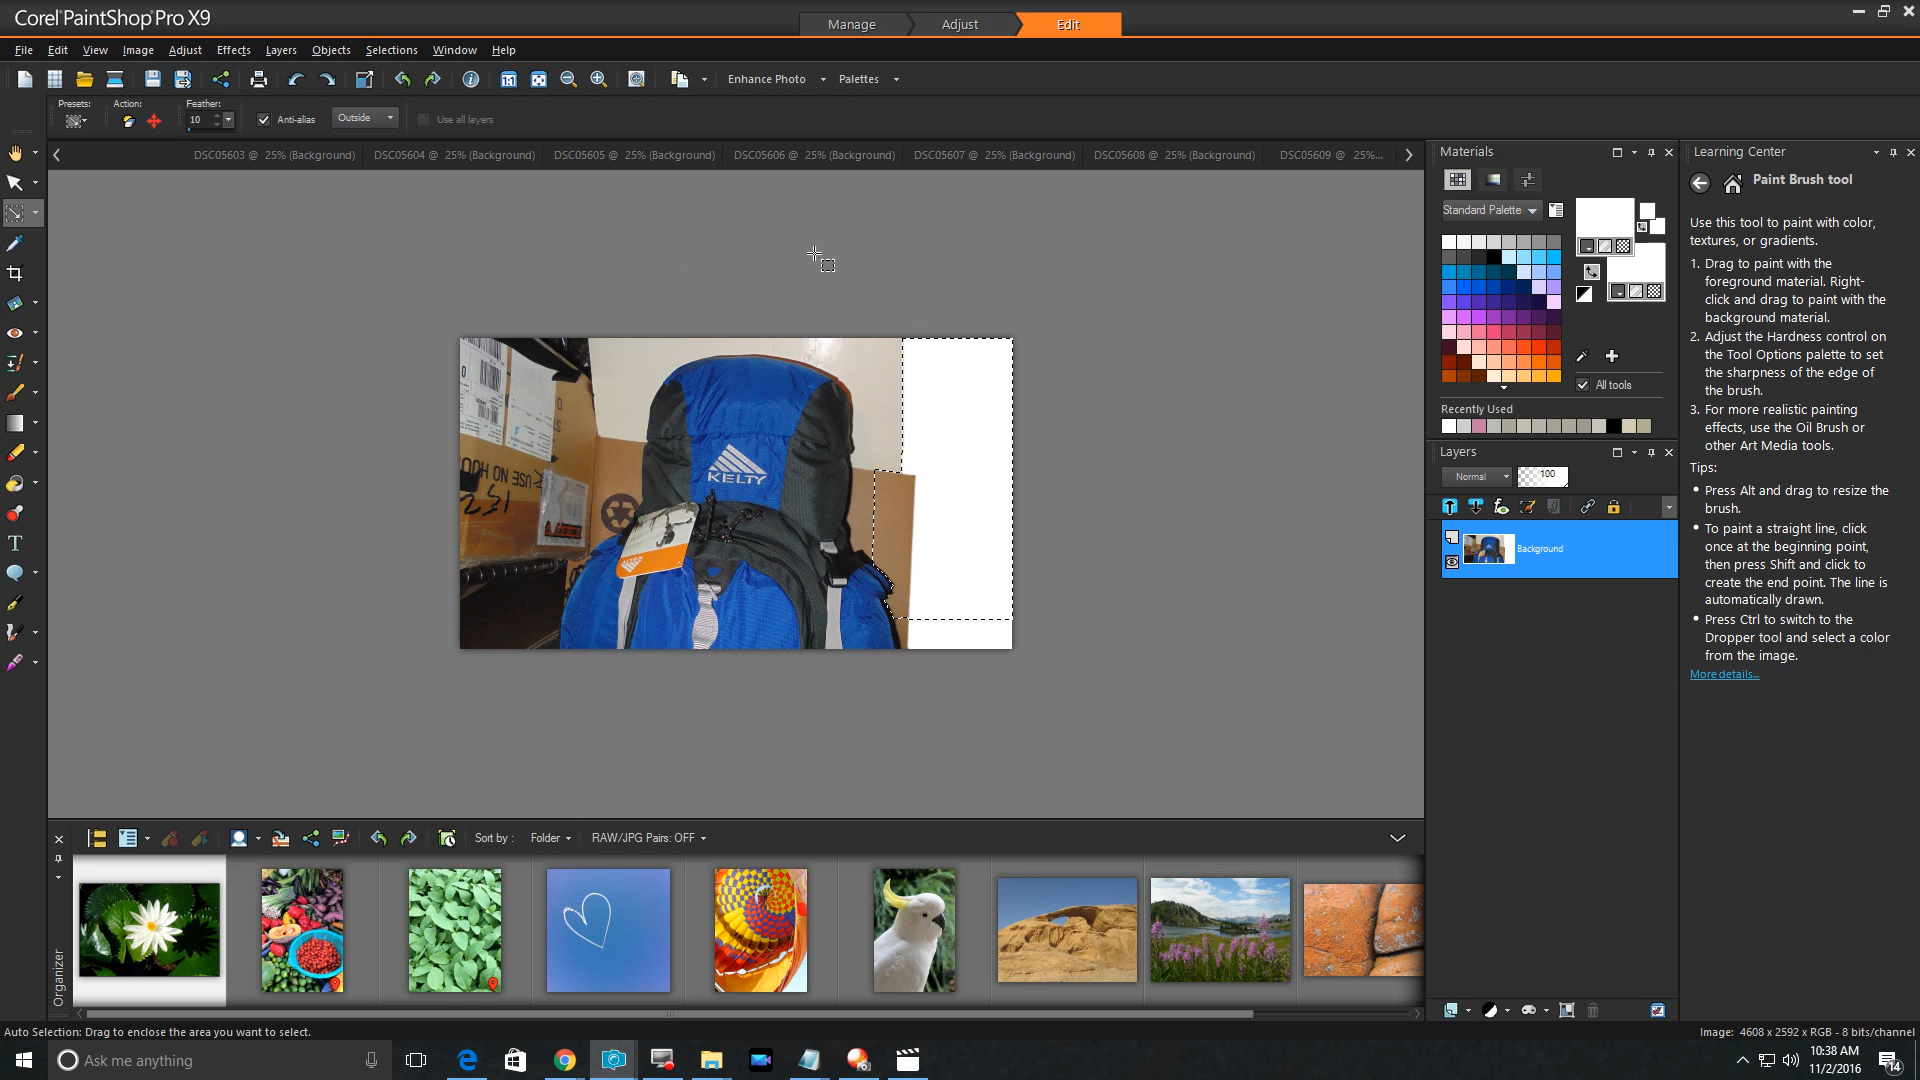 Corel PaintShop Pro X9
Manage
Adjust
Edit
File Edit View Image Adjust Effects Layers Objects Selections Window Help
Enhance Photo
Palettes
Presets:
Action:
Feather:
10
Anti-alias
Outside
Use all layers
DSC05603 @ 25% (Background)
DSC05604 @ 25% (Background)
DSC05605 @ 25% (Background)
DSC05606 @ 25% (Background)
DSC05607 @ 25% (Background)
DSC05608 @ 25% (Background)
DSC05609 @ 25%...
USE NO HOO
152
KELTY
Materials
Standard Palette
All tools
Recently Used
Layers
Normal
100
Background
Learning Center
Paint Brush tool
Use this tool to paint with color,
textures, or gradients.
1. Drag to paint with the
foreground material. Right-
click and drag to paint with the
background material.
2. Adjust the Hardness control on
the Tool Options palette to set
the sharpness of the edge of
the brush.
3. For more realistic painting
effects, use the Oil Brush or
other Art Media tools.
Tips:
• Press Alt and drag to resize the
brush.
• To paint a straight line, click
once at the beginning point,
then press Shift and click to
create the end point. The line is
automatically drawn.
• Press Ctrl to switch to the
Dropper tool and select a color
from the image.
More details...
Sort by :
Folder
RAW/JPG Pairs: OFF
Organizer
Auto Selection: Drag to enclose the area you want to select.
Image: 4608 x 2592 x RGB - 8 bits/channel
Ask me anything
10:38 AM
11/2/2016
14